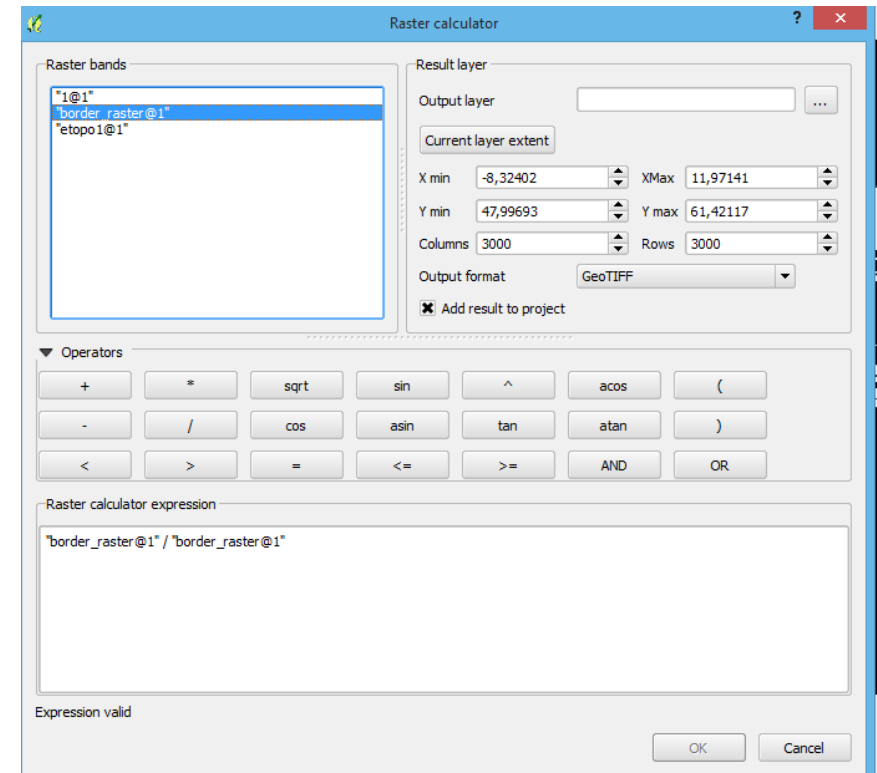 Raster calculator
?
×
Raster bands
"1@1"
"border_raster@1"
"etopo1@1"
Result layer
Output layer
...
Current layer extent
X min -8,32402 XMax 11,97141
Y min 47,99693 Y max 61,42117
Columns 3000 Rows 3000
Output format GeoTIFF
Add result to project
Operators
+ * sqrt sin ^ acos (
- / cos asin tan atan )
< > = <= >= AND OR
Raster calculator expression
"border_raster@1" / "border_raster@1"
Expression valid
OK Cancel